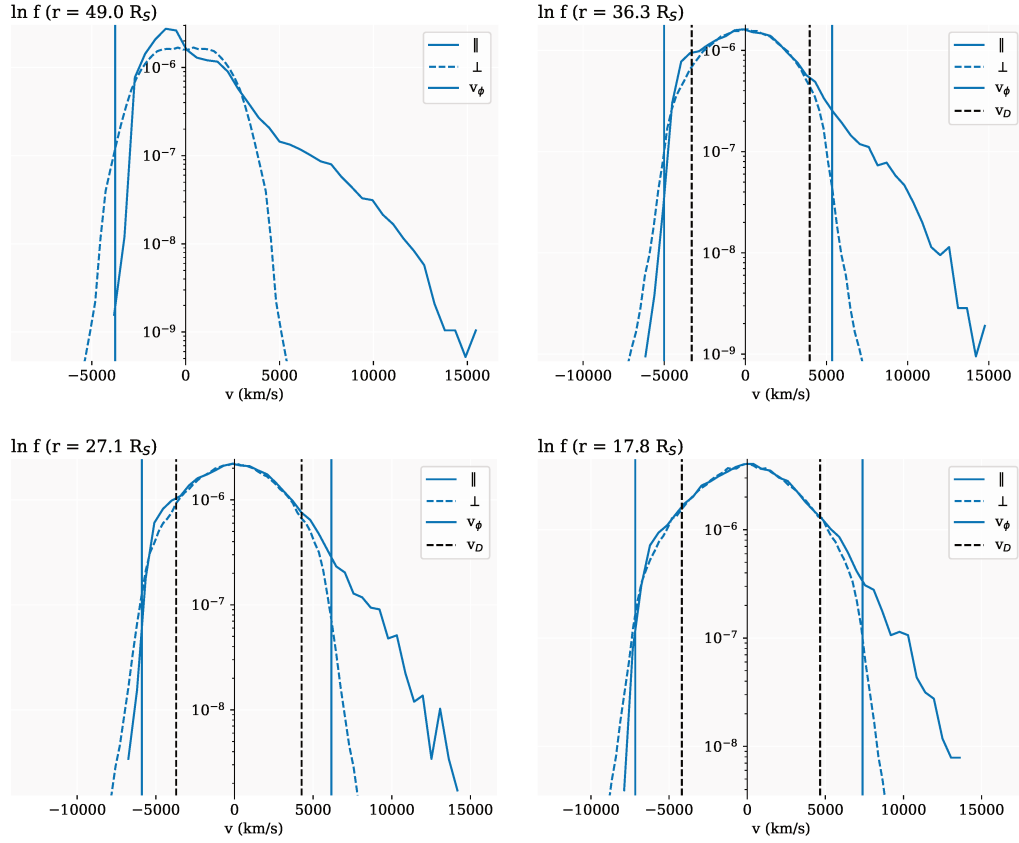 ln f (r = 49.0 R_S)
10⁻⁶
10⁻⁷
10⁻⁸
10⁻⁹
∥
⊥
v_ϕ
−5000 0 5000 10000 15000
v (km/s)
ln f (r = 36.3 R_S)
10⁻⁶
10⁻⁷
10⁻⁸
10⁻⁹
∥
⊥
v_ϕ
v_D
−10000 −5000 0 5000 10000 15000
v (km/s)
ln f (r = 27.1 R_S)
10⁻⁶
10⁻⁷
10⁻⁸
∥
⊥
v_ϕ
v_D
−10000 −5000 0 5000 10000 15000
v (km/s)
ln f (r = 17.8 R_S)
10⁻⁶
10⁻⁷
10⁻⁸
∥
⊥
v_ϕ
v_D
−10000 −5000 0 5000 10000 15000
v (km/s)